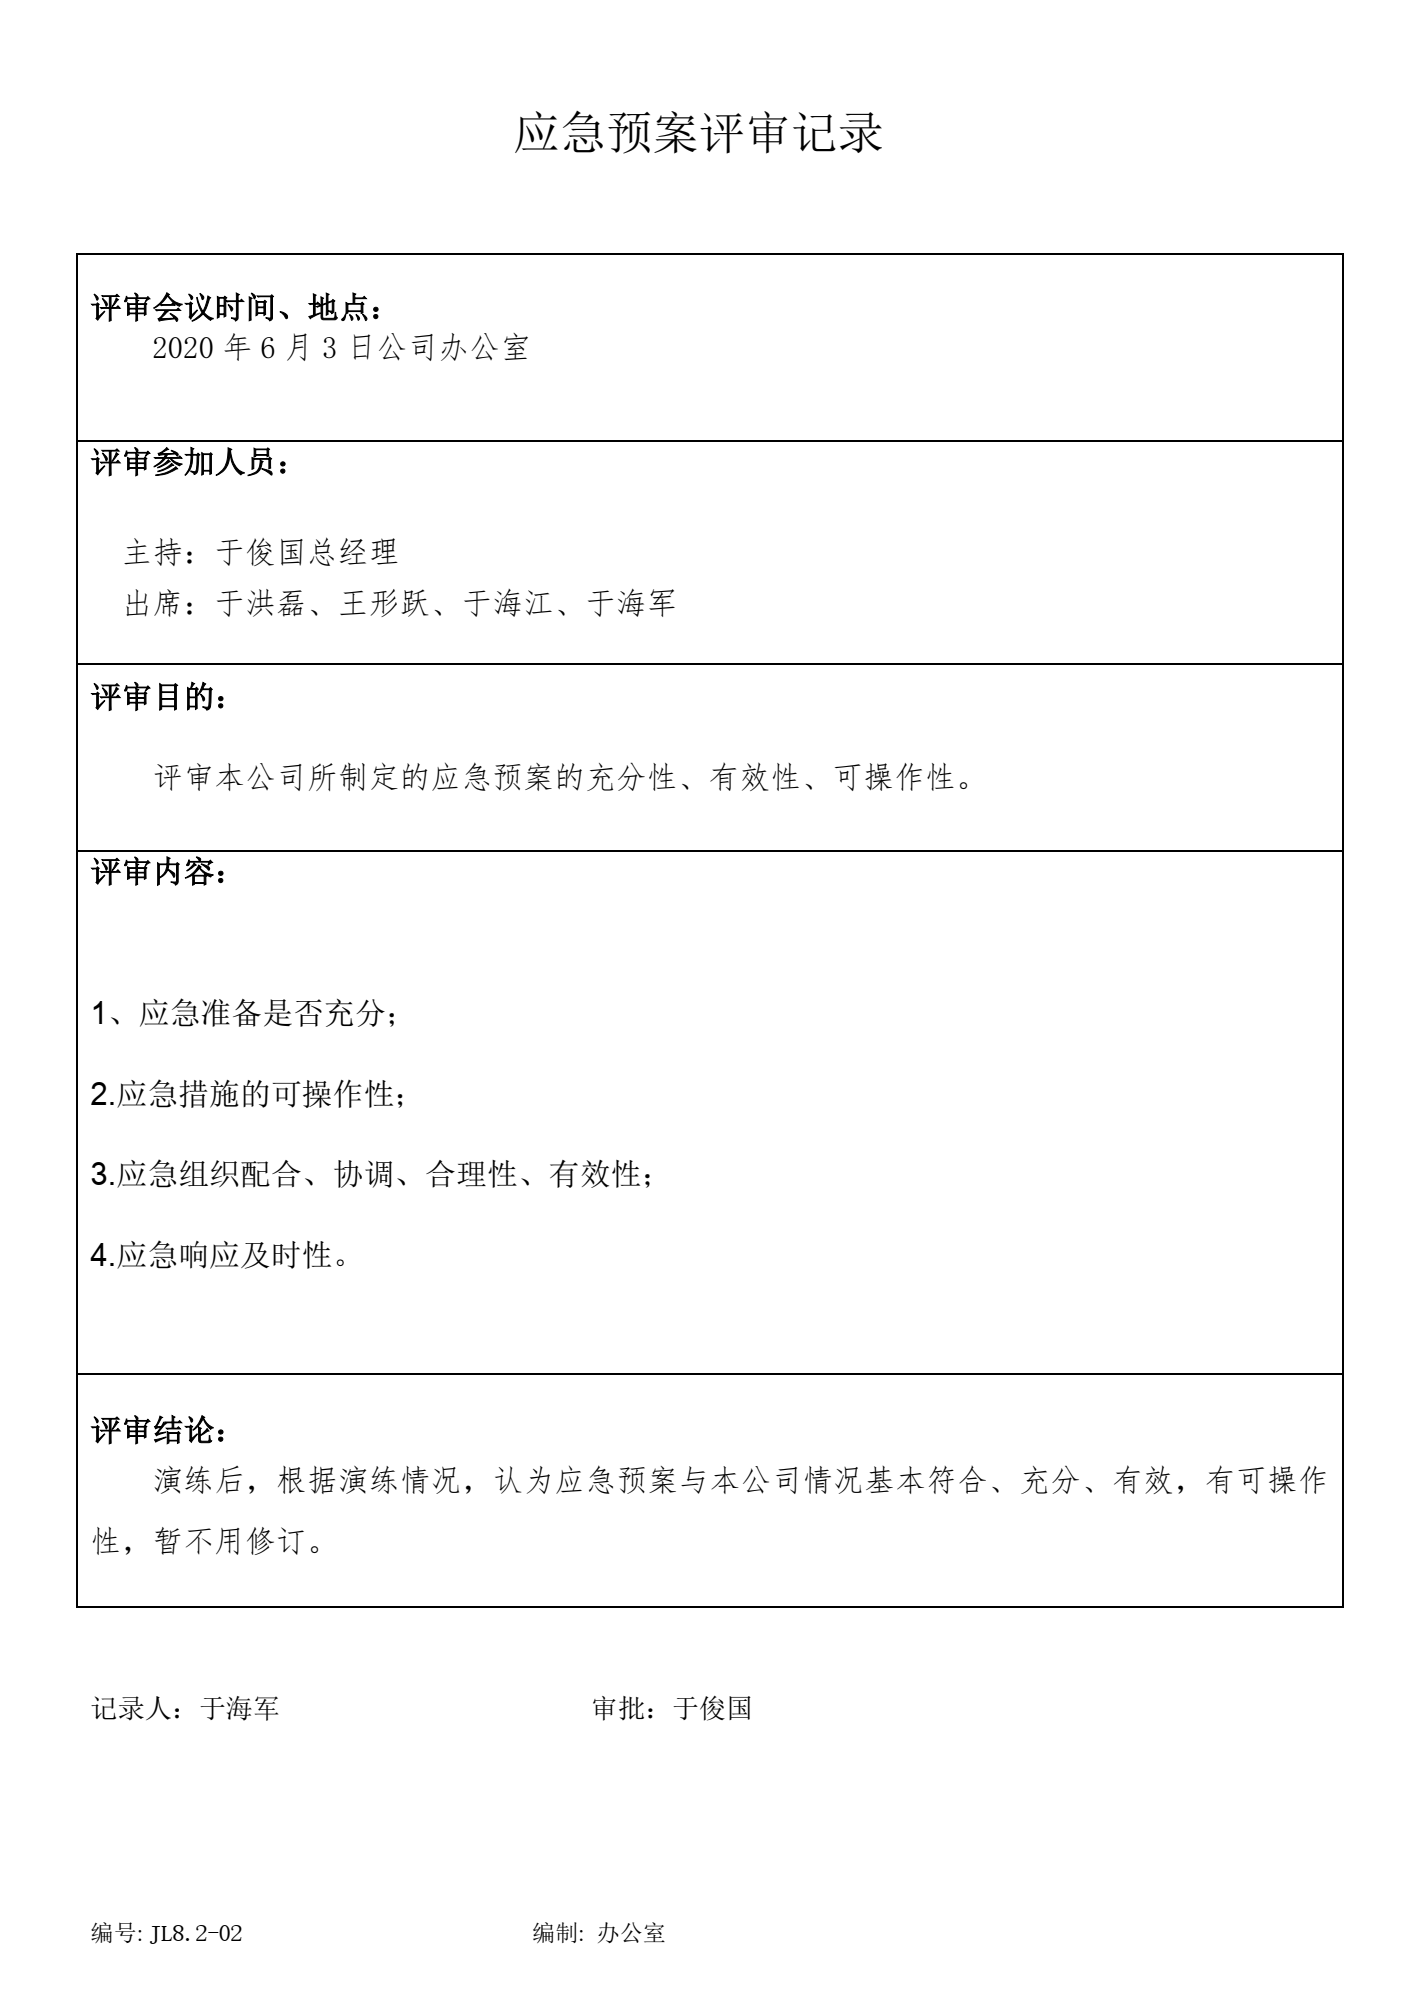 应急预案评审记录
评审会议时间、地点：
2020 年 6 月 3 日公司办公室
评审参加人员：
主持：于俊国总经理
出席：于洪磊、王形跃、于海江、于海军
评审目的：
评审本公司所制定的应急预案的充分性、有效性、可操作性。
评审内容：
1、应急准备是否充分；
2.应急措施的可操作性；
3.应急组织配合、协调、合理性、有效性；
4.应急响应及时性。
评审结论：
演练后，根据演练情况，认为应急预案与本公司情况基本符合、充分、有效，有可操作
性，暂不用修订。
记录人：于海军 审批：于俊国
编号: JL8.2-02 编制: 办公室